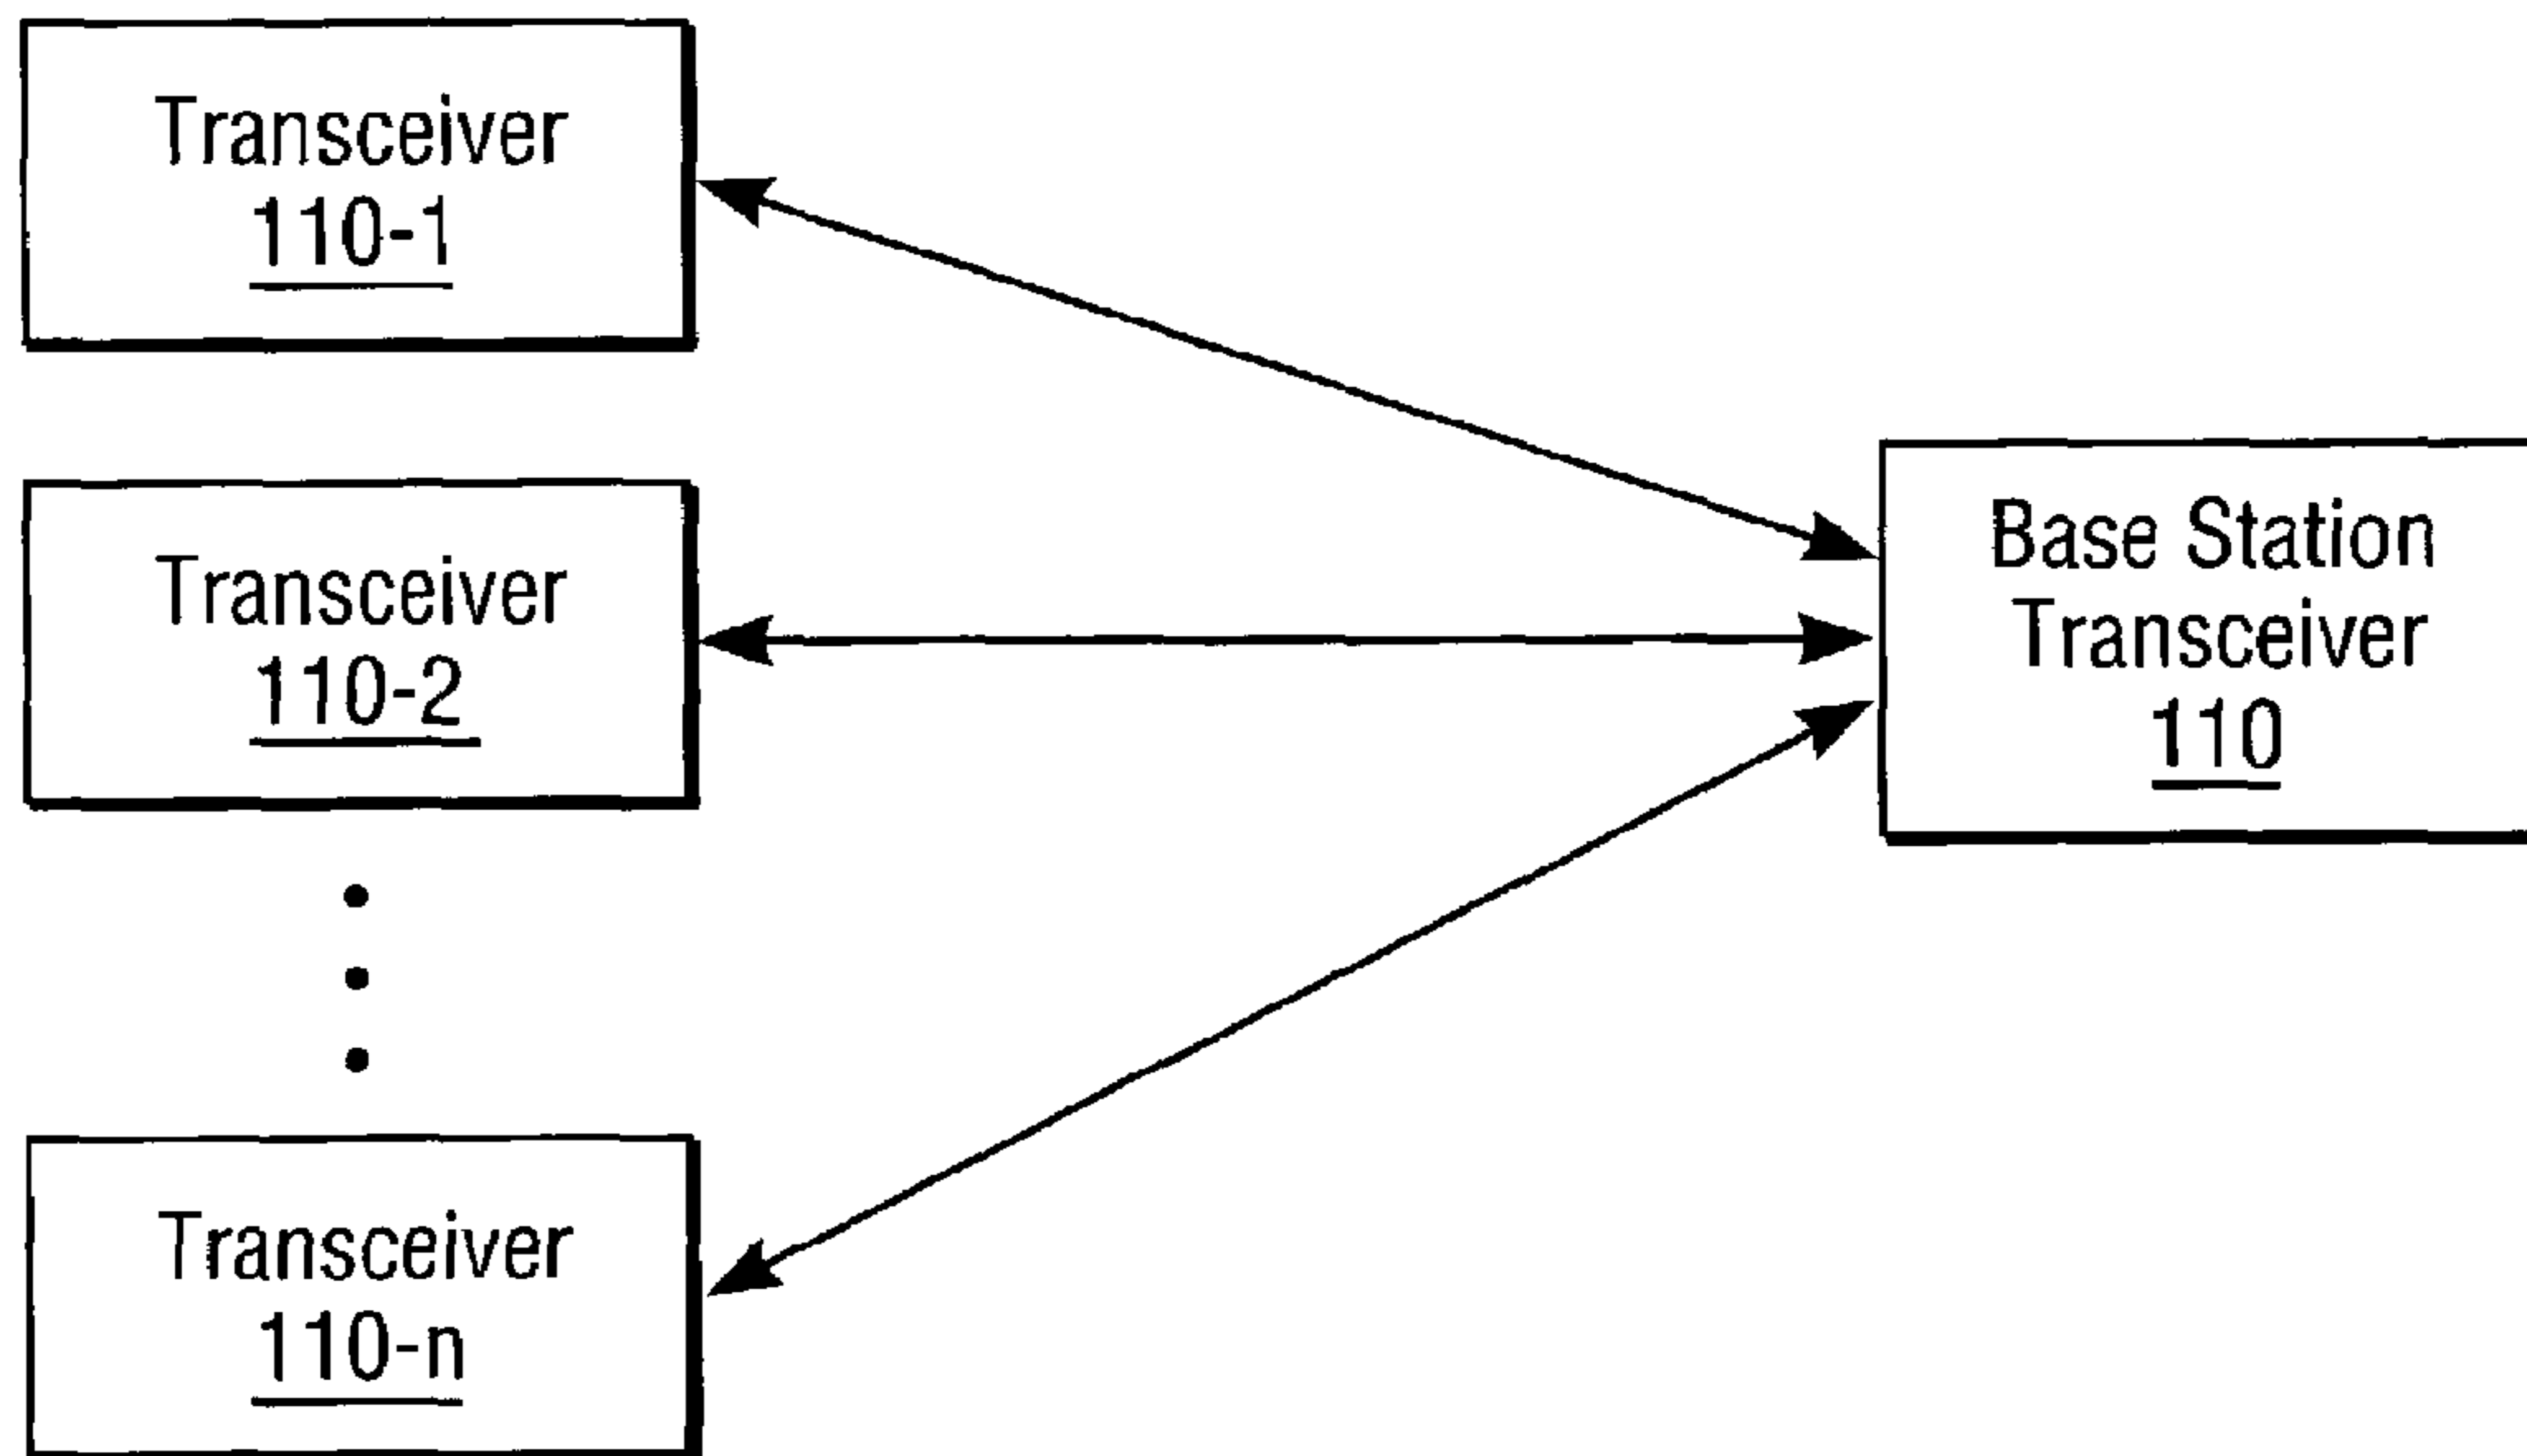 Transceiver
110-1
Transceiver
110-2
Transceiver
110-n
Base Station
Transceiver
110